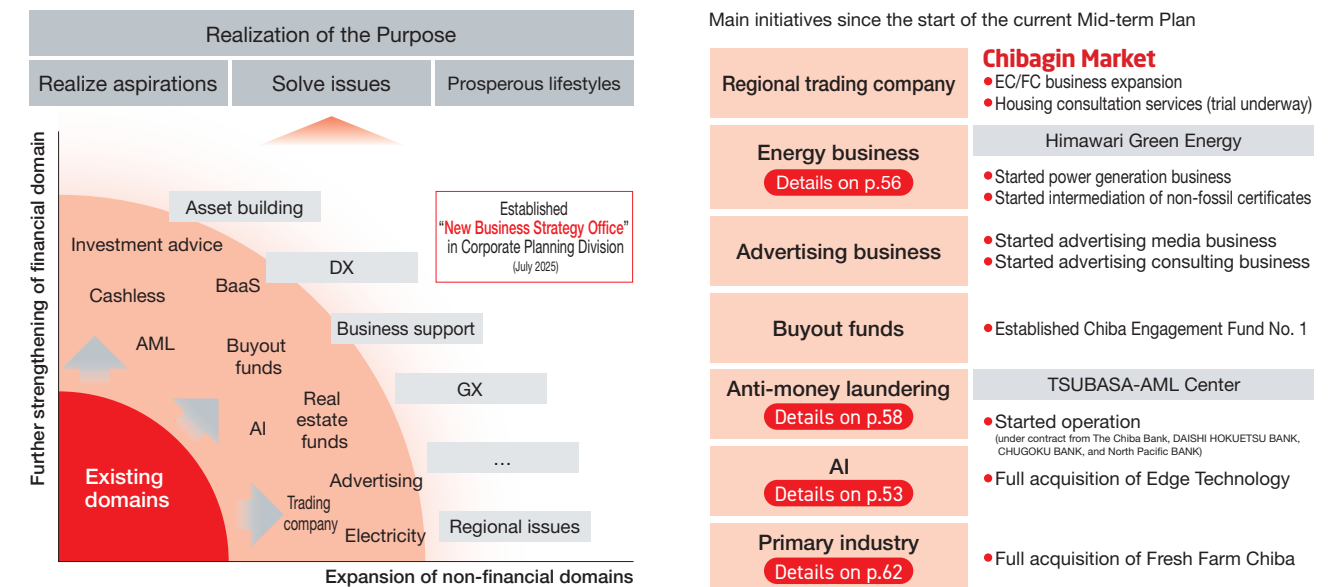 Realization of the Purpose
Realize aspirations
Solve issues
Prosperous lifestyles
Further strengthening of financial domain
Asset building
Investment advice
DX
BaaS
Cashless
Business support
AML
Buyout
funds
GX
Real
estate
funds
AI
…
Advertising
Existing
domains
Trading
company
Regional issues
Electricity
Expansion of non-financial domains
Established
“New Business Strategy Office”
in Corporate Planning Division
(July 2025)
Main initiatives since the start of the current Mid-term Plan
Regional trading company
Chibagin Market
●EC/FC business expansion
●Housing consultation services (trial underway)
Energy business
Details on p.56
Himawari Green Energy
●Started power generation business
●Started intermediation of non-fossil certificates
Advertising business
●Started advertising media business
●Started advertising consulting business
Buyout funds
●Established Chiba Engagement Fund No. 1
Anti-money laundering
Details on p.58
TSUBASA-AML Center
●Started operation
(under contract from The Chiba Bank, DAISHI HOKUETSU BANK,
CHUGOKU BANK, and North Pacific BANK)
AI
Details on p.53
●Full acquisition of Edge Technology
Primary industry
Details on p.62
●Full acquisition of Fresh Farm Chiba